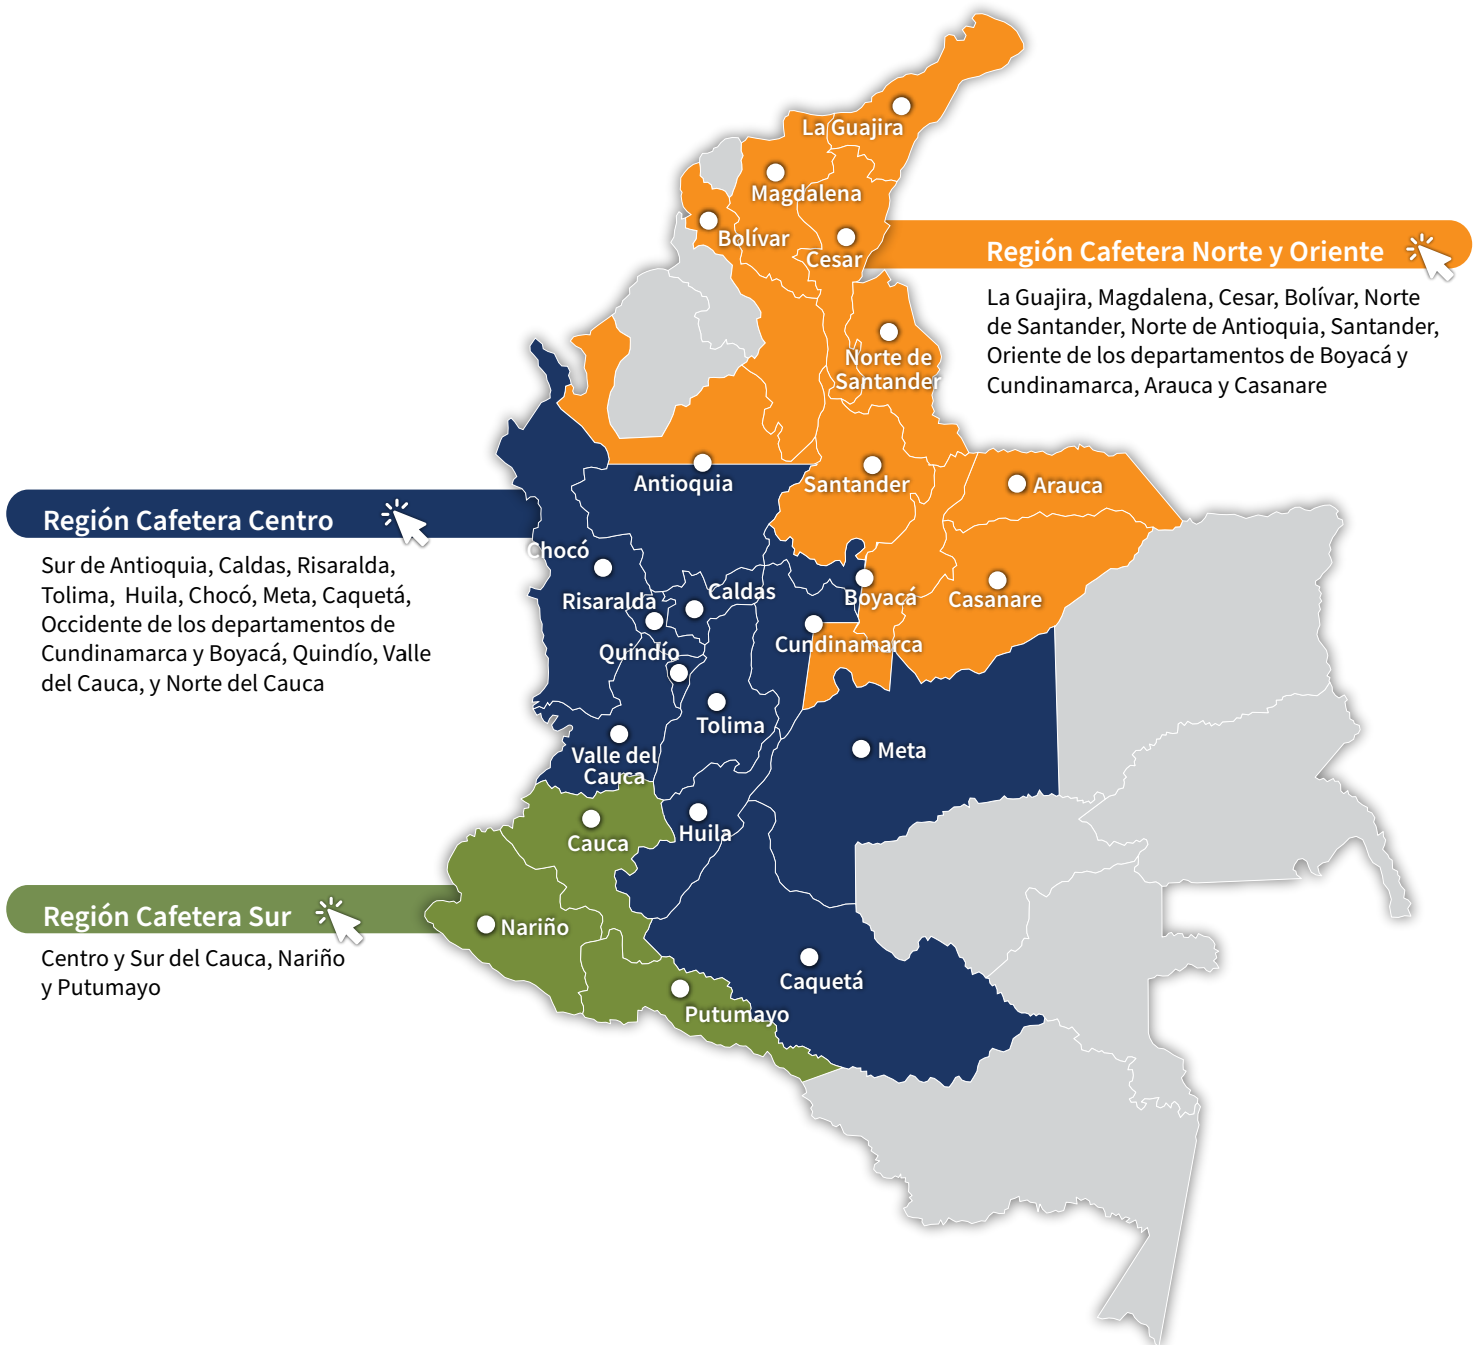 La Guajira
Magdalena
Bolívar
Cesar
Región Cafetera Norte y Oriente
La Guajira, Magdalena, Cesar, Bolívar, Norte
de Santander, Norte de Antioquia, Santander,
Oriente de los departamentos de Boyacá y
Cundinamarca, Arauca y Casanare
Norte de
Santander
Antioquia
Santander
Arauca
Región Cafetera Centro
Sur de Antioquia, Caldas, Risaralda,
Tolima, Huila, Chocó, Meta, Caquetá,
Occidente de los departamentos de
Cundinamarca y Boyacá, Quindío, Valle
del Cauca, y Norte del Cauca
Chocó
Risaralda
Caldas
Boyacá
Casanare
Quindío
Cundinamarca
Tolima
Valle del
Cauca
Meta
Huila
Cauca
Región Cafetera Sur
Centro y Sur del Cauca, Nariño
y Putumayo
Nariño
Caquetá
Putumayo